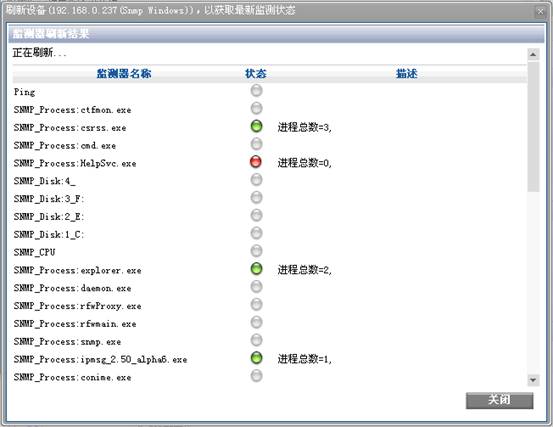 刷新设备(192.168.0.237(Snmp Windows)),以获取最新监测状态
监测器刷新结果
正在刷新...
监测器名称 状态 描述
Ping
SNMP_Process:ctfmon.exe
SNMP_Process:csrss.exe 进程总数=3,
SNMP_Process:cmd.exe
SNMP_Process:HelpSvc.exe 进程总数=0,
SNMP_Disk:4_
SNMP_Disk:3_F:
SNMP_Disk:2_E:
SNMP_Disk:1_C:
SNMP_CPU
SNMP_Process:explorer.exe 进程总数=2,
SNMP_Process:daemon.exe
SNMP_Process:rfwProxy.exe
SNMP_Process:rfwmain.exe
SNMP_Process:snmp.exe
SNMP_Process:ipmsg_2.50_alpha6.exe 进程总数=1,
SNMP_Process:conime.exe
关闭